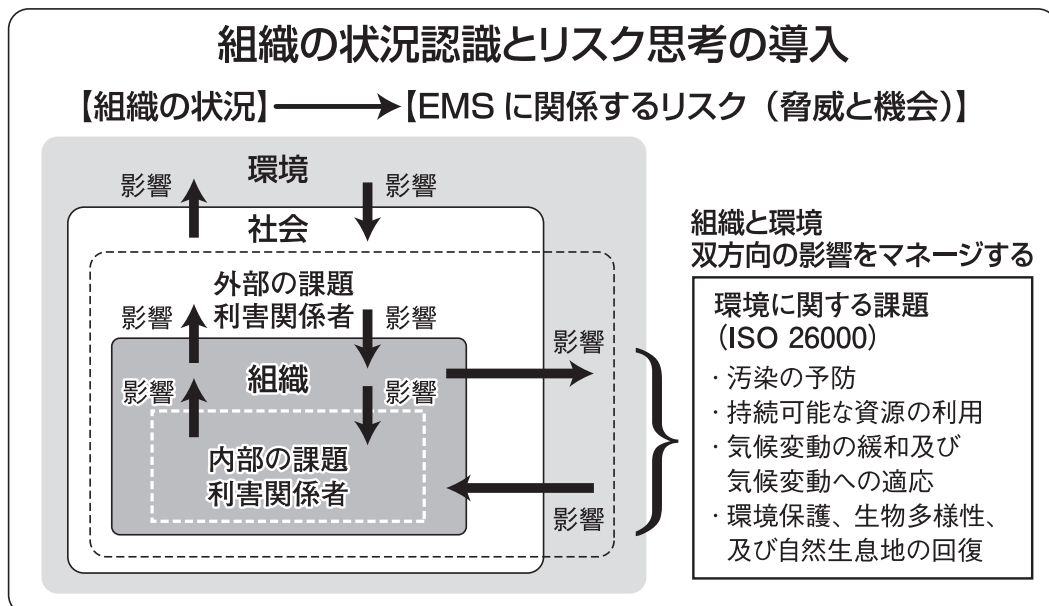 組織の状況認識とリスク思考の導入
【組織の状況】
【EMSに関係するリスク（脅威と機会）】
環境
影響
影響
社会
外部の課題
利害関係者
影響
影響
組織
影響
影響
内部の課題
利害関係者
影響
影響
組織と環境
双方向の影響をマネージする
環境に関する課題
（ISO 26000）
・汚染の予防
・持続可能な資源の利用
・気候変動の緩和及び
気候変動への適応
・環境保護、生物多様性、
及び自然生息地の回復